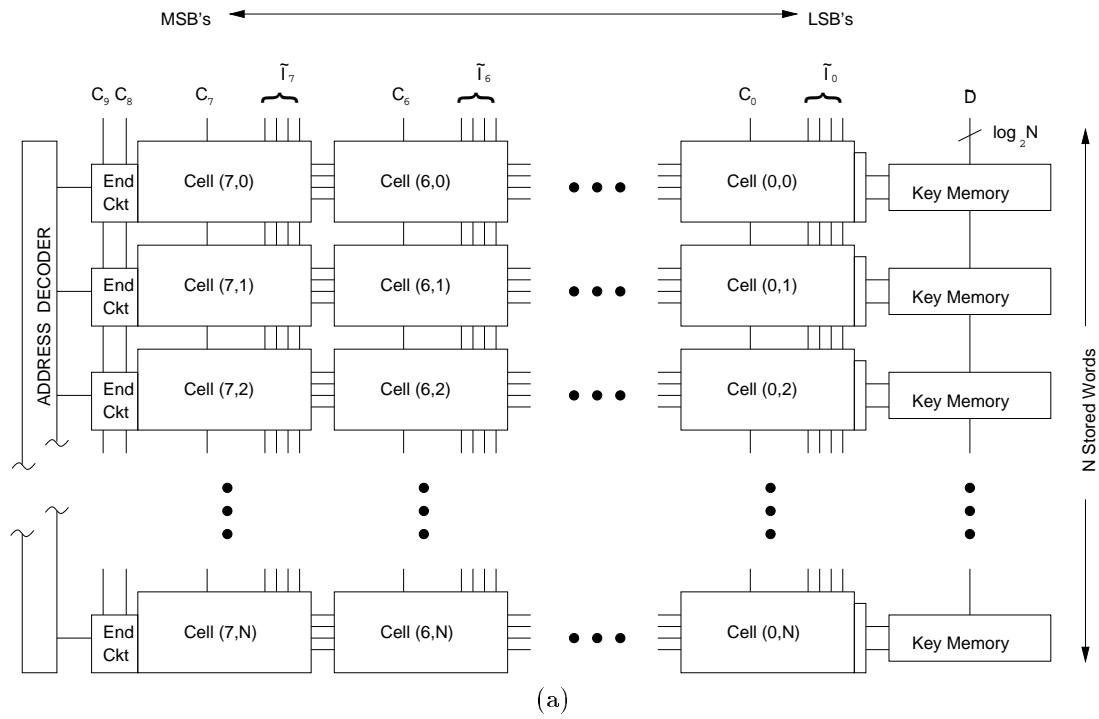 MSB's LSB's
C₉ C₈ C₇ Ĩ₇ C₆ Ĩ₆ C₀ Ĩ₀ D̃
log₂N
ADDRESS DECODER
End Ckt Cell (7,0) Cell (6,0) Cell (0,0) Key Memory
End Ckt Cell (7,1) Cell (6,1) Cell (0,1) Key Memory
End Ckt Cell (7,2) Cell (6,2) Cell (0,2) Key Memory
N Stored Words
End Ckt Cell (7,N) Cell (6,N) Cell (0,N) Key Memory
(a)